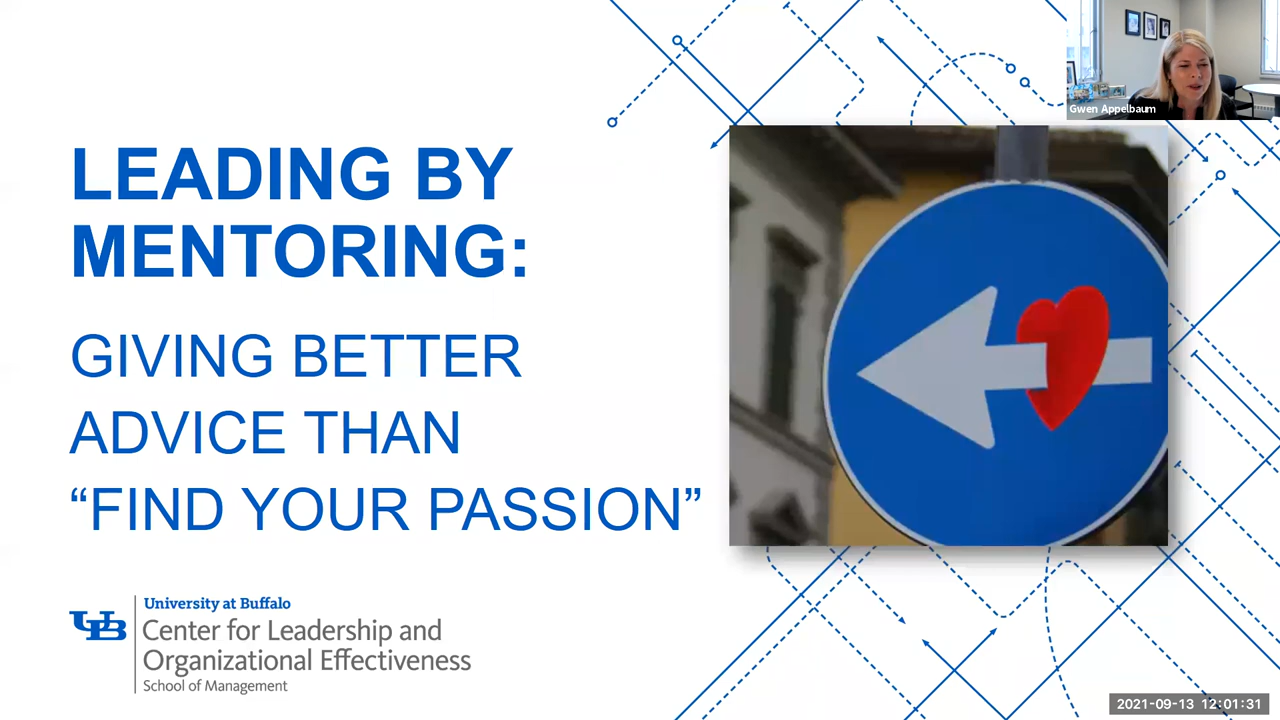 LEADING BY
MENTORING:
GIVING BETTER
ADVICE THAN
“FIND YOUR PASSION”
UB
University at Buffalo
Center for Leadership and
Organizational Effectiveness
School of Management
Gwen Appelbaum
2021-09-13 12:01:31